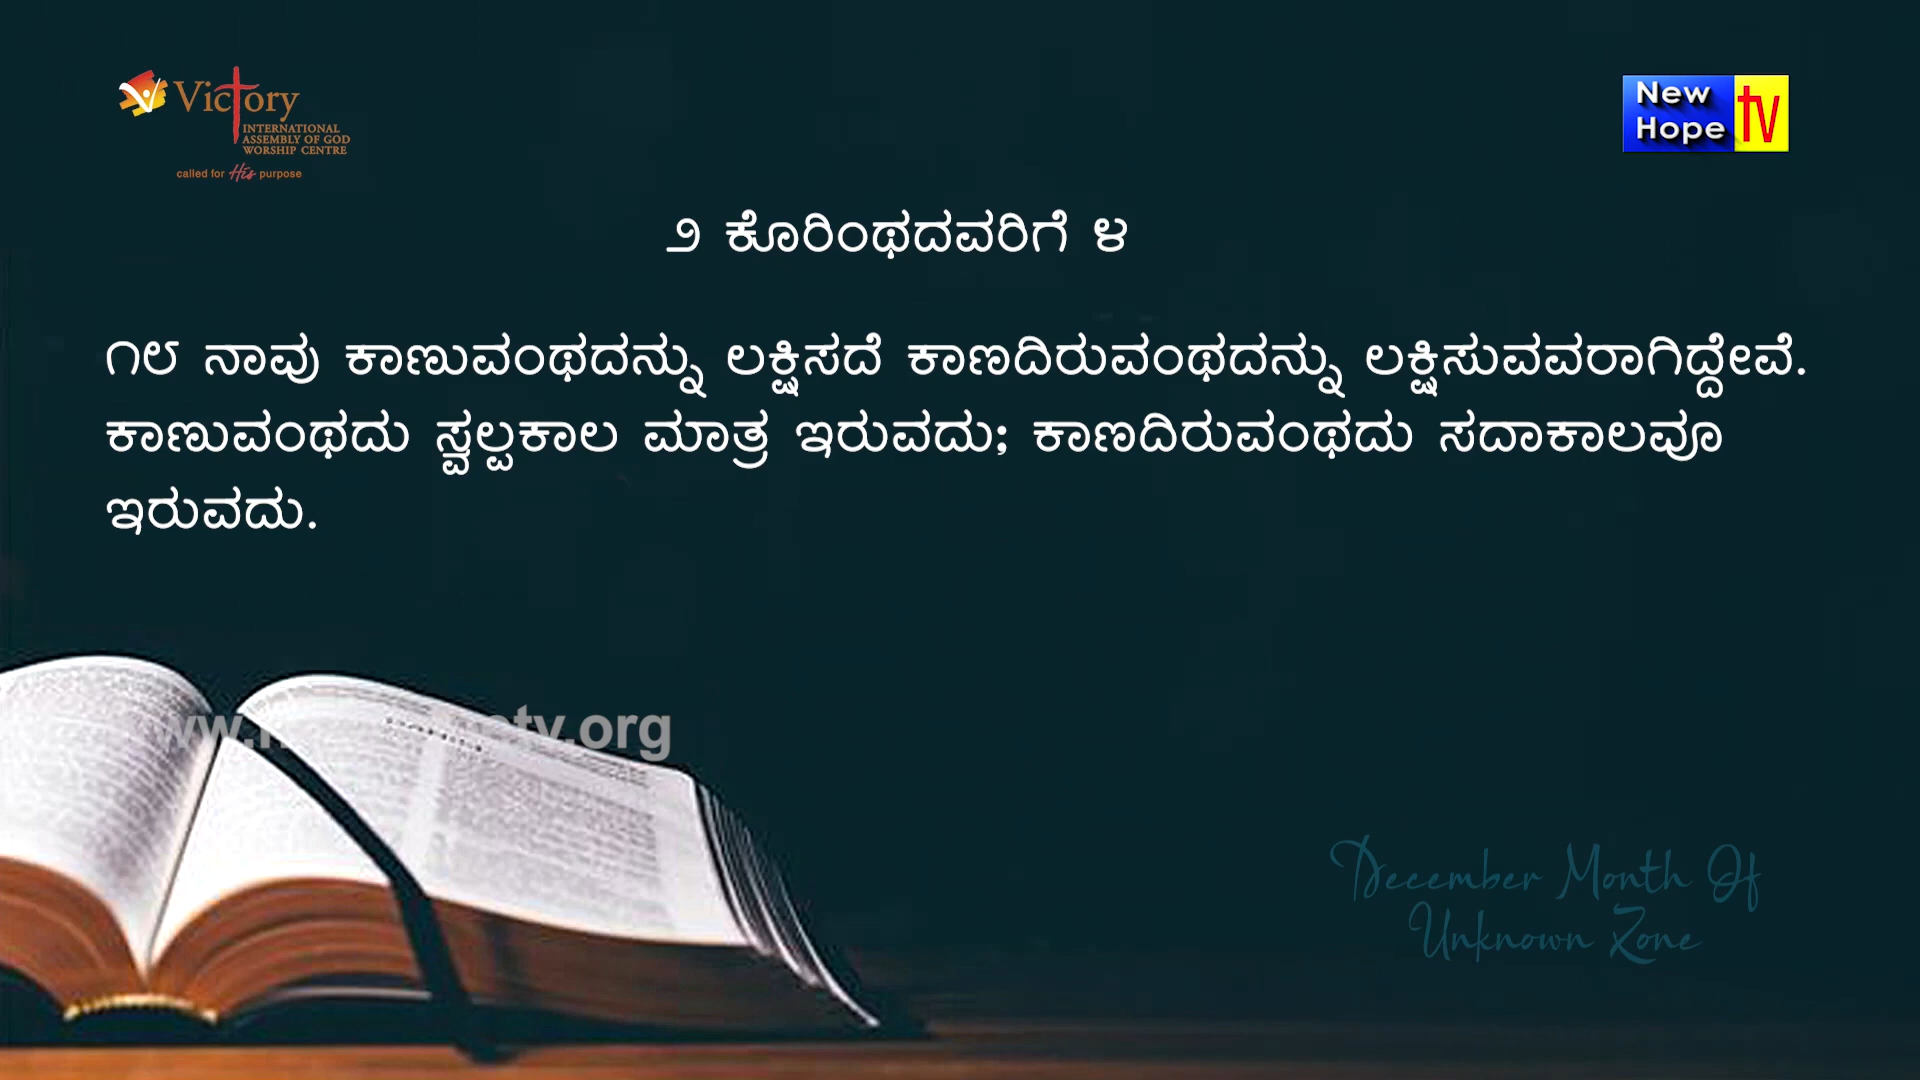 Victory
INTERNATIONAL
ASSEMBLY OF GOD
WORSHIP CENTRE
called for His purpose
New
Hope
tv
೨ ಕೊರಿಂಥದವರಿಗೆ ೪
೧೮ ನಾವು ಕಾಣುವಂಥದನ್ನು ಲಕ್ಷಿಸದೆ ಕಾಣದಿರುವಂಥದನ್ನು ಲಕ್ಷಿಸುವವರಾಗಿದ್ದೇವೆ.
ಕಾಣುವಂಥದು ಸ್ವಲ್ಪಕಾಲ ಮಾತ್ರ ಇರುವದು; ಕಾಣದಿರುವಂಥದು ಸದಾಕಾಲವೂ
ಇರುವದು.
December Month Of
Unknown Zone